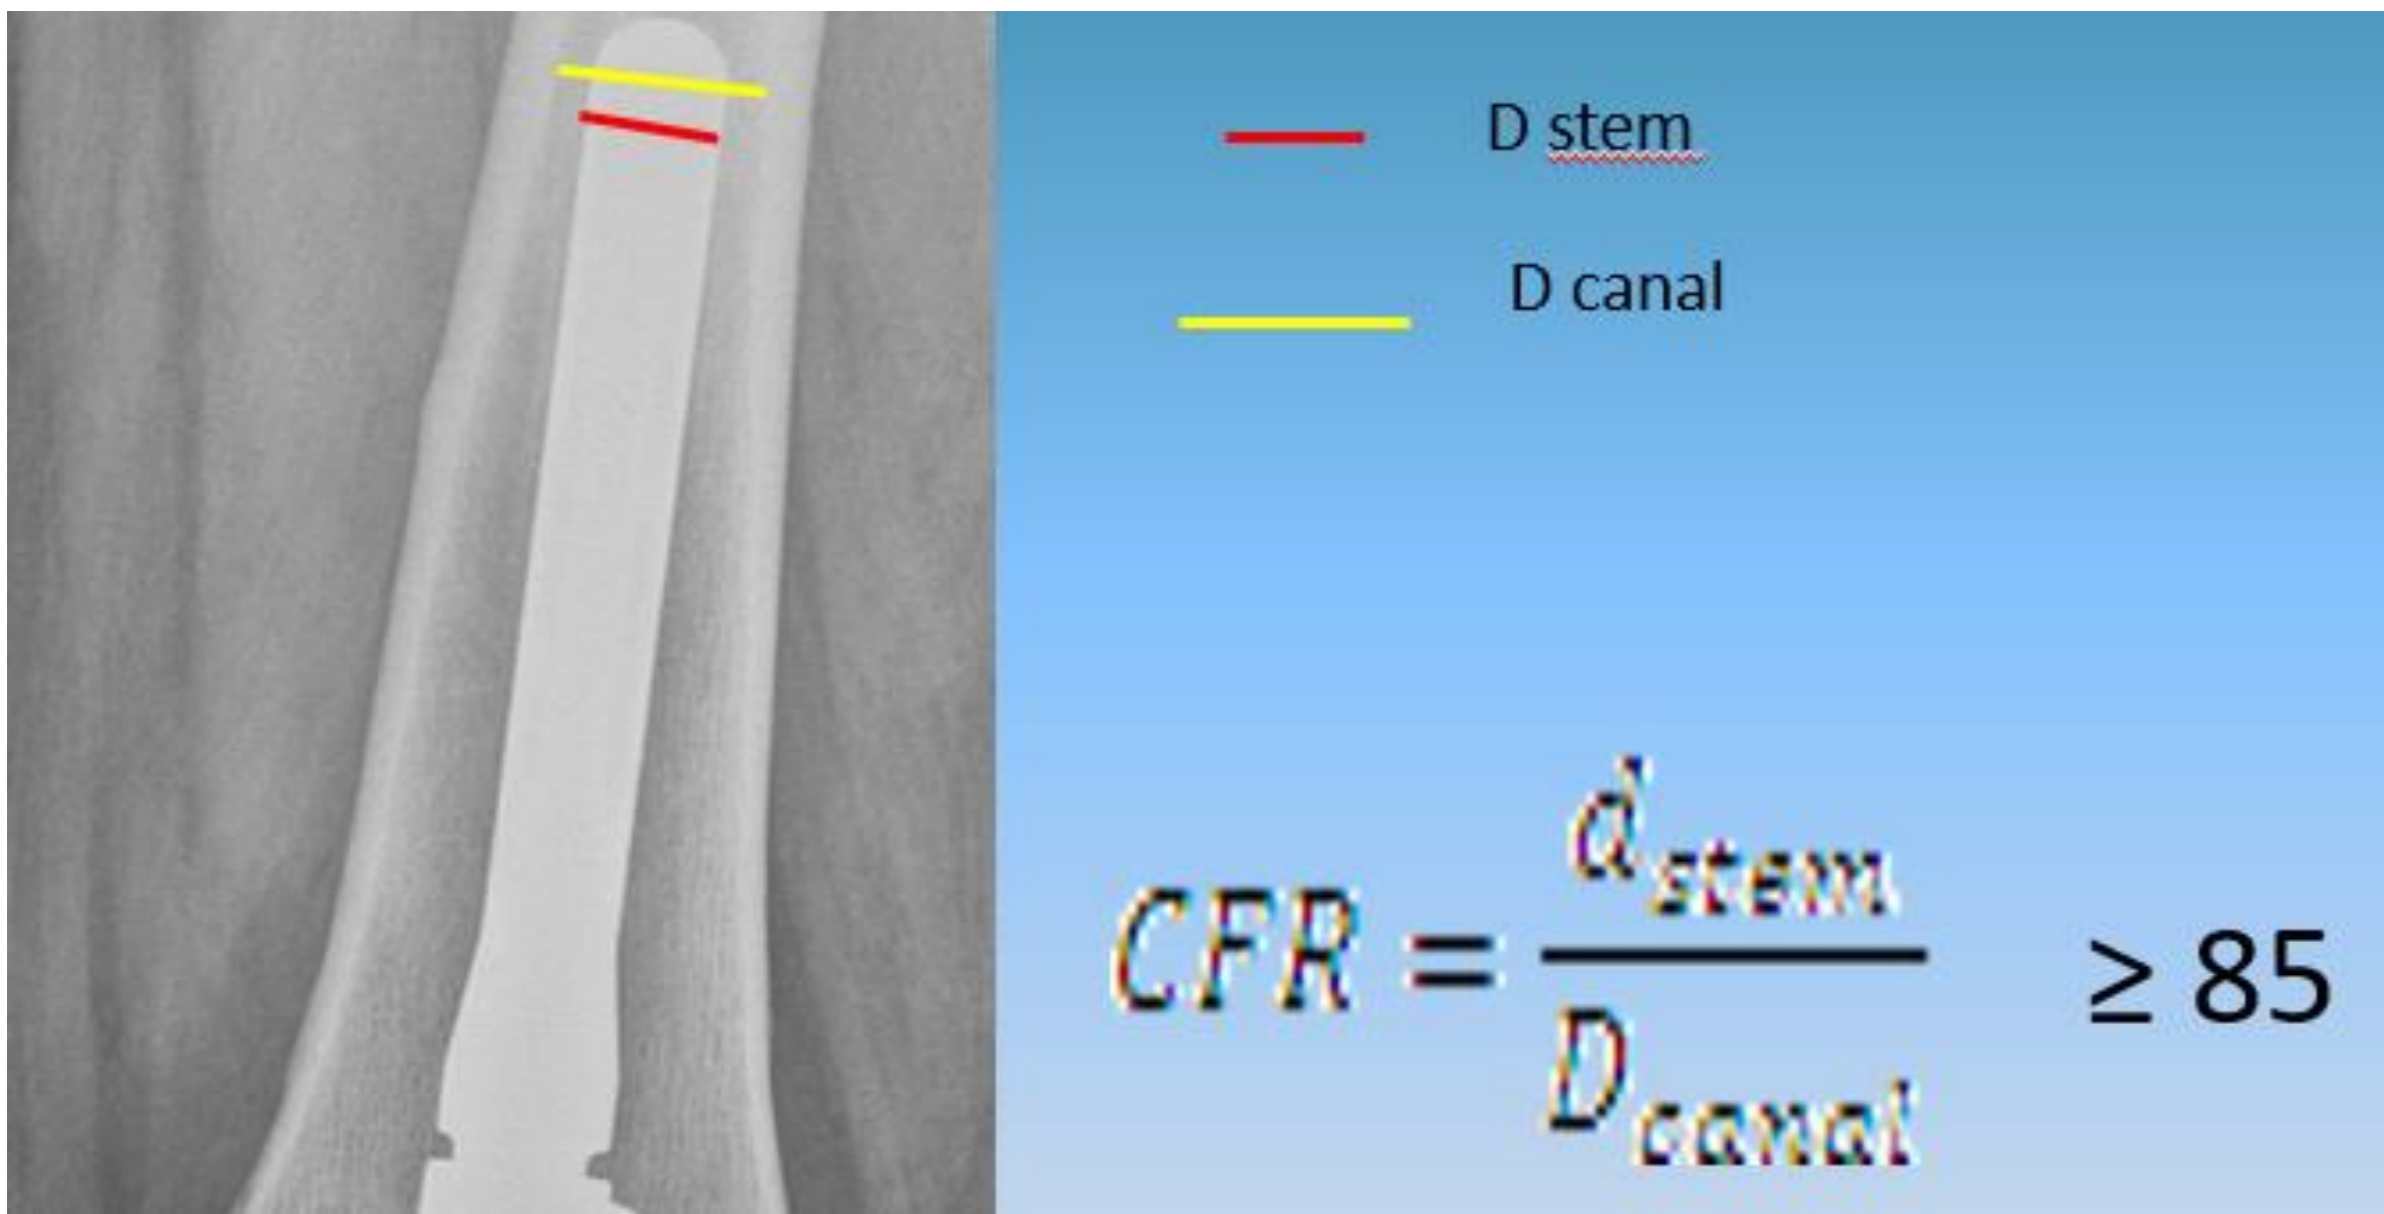 D stem
D canal
CFR = d_stem / D_canal ≥ 85